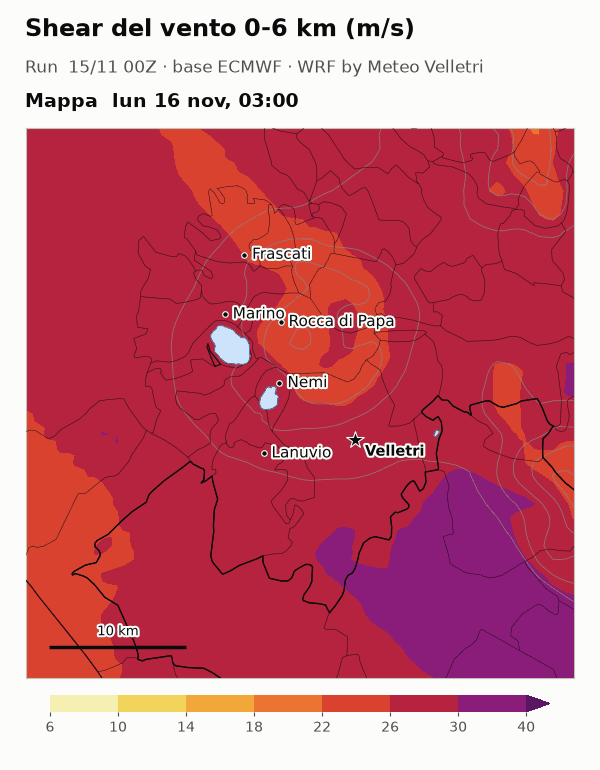 Shear del vento 0-6 km (m/s)
Run  15/11 00Z · base ECMWF · WRF by Meteo Velletri
Mappa  lun 16 nov, 03:00
Frascati
Marino
Rocca di Papa
Nemi
Lanuvio
Velletri
10 km
6 10 14 18 22 26 30 40